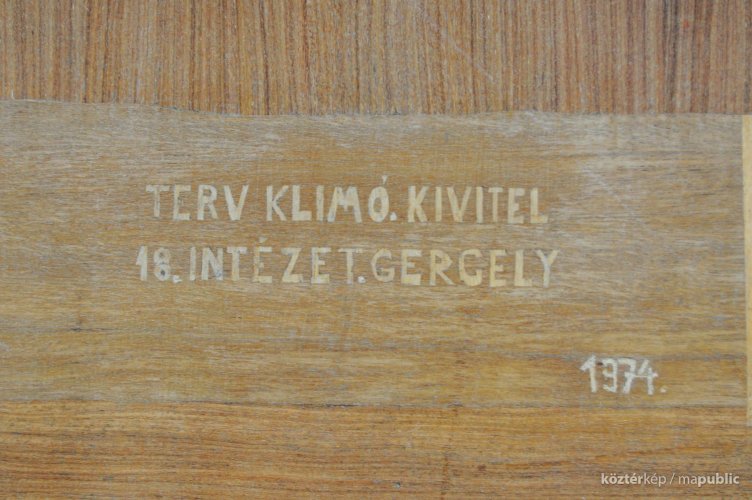 TERV KLIMÓ. KIVITEL
18. INTÉZET. GERGELY
1974.
köztérkép / mapublic